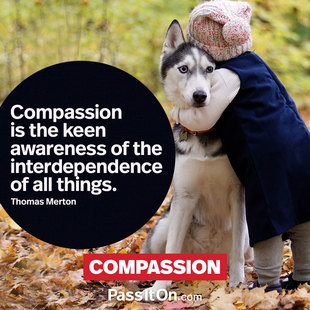 Compassion
is the keen
awareness of the
interdependence
of all things.
Thomas Merton
COMPASSION
PassItOn.com